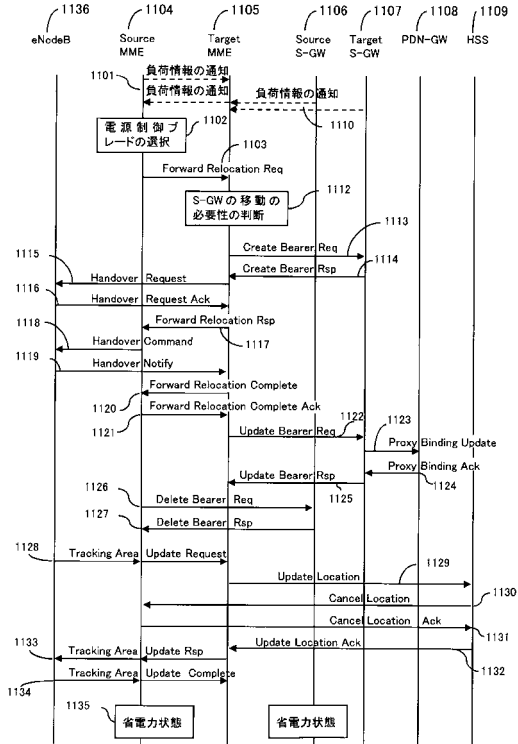 1136 1104 1105 1106 1107 1108 1109
eNodeB Source MME Target MME Source S-GW Target S-GW PDN-GW HSS
1101 負荷情報の通知
負荷情報の通知 負荷情報の通知
1110
電源制御ブ
レードの選択
1102
1103
Forward Relocation Req
1112
S-GWの移動の
必要性の判断
1113
Create Bearer Req
1115 Create Bearer Rsp 1114
Handover Request
1116
Handover Request Ack
1118 Forward Relocation Rsp
Handover Command 1117
1119
Handover Notify
Forward Relocation Complete
1120
Forward Relocation Complete Ack
1121 1122 1123
Update Bearer Req
Proxy Binding Update
Proxy Binding Ack
Update Bearer Rsp 1124
1126 1125
Delete Bearer Req
1127
Delete Bearer Rsp
1128
Tracking Area Update Request
1129
Update Location
Cancel Location 1130
Cancel Location Ack
1131
1133 Update Location Ack
Tracking Area Update Rsp 1132
1134
Tracking Area Update Complete
1135
省電力状態 省電力状態